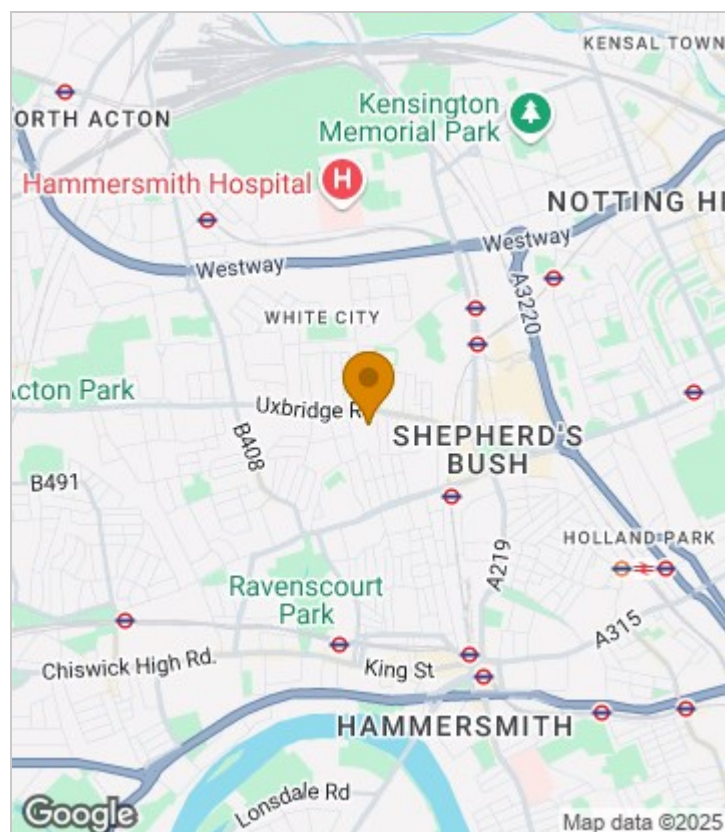 KENSAL TOWN
ORTH ACTON
Kensington
Memorial Park
Hammersmith Hospital
H
NOTTING HI
Westway
Westway
A3220
WHITE CITY
Acton Park
Uxbridge R
B408
SHEPHERD'S
BUSH
B491
HOLLAND PARK
A219
Ravenscourt
Park
A315
Chiswick High Rd.
King St
HAMMERSMITH
Lonsdale Rd
Google
Map data ©2025